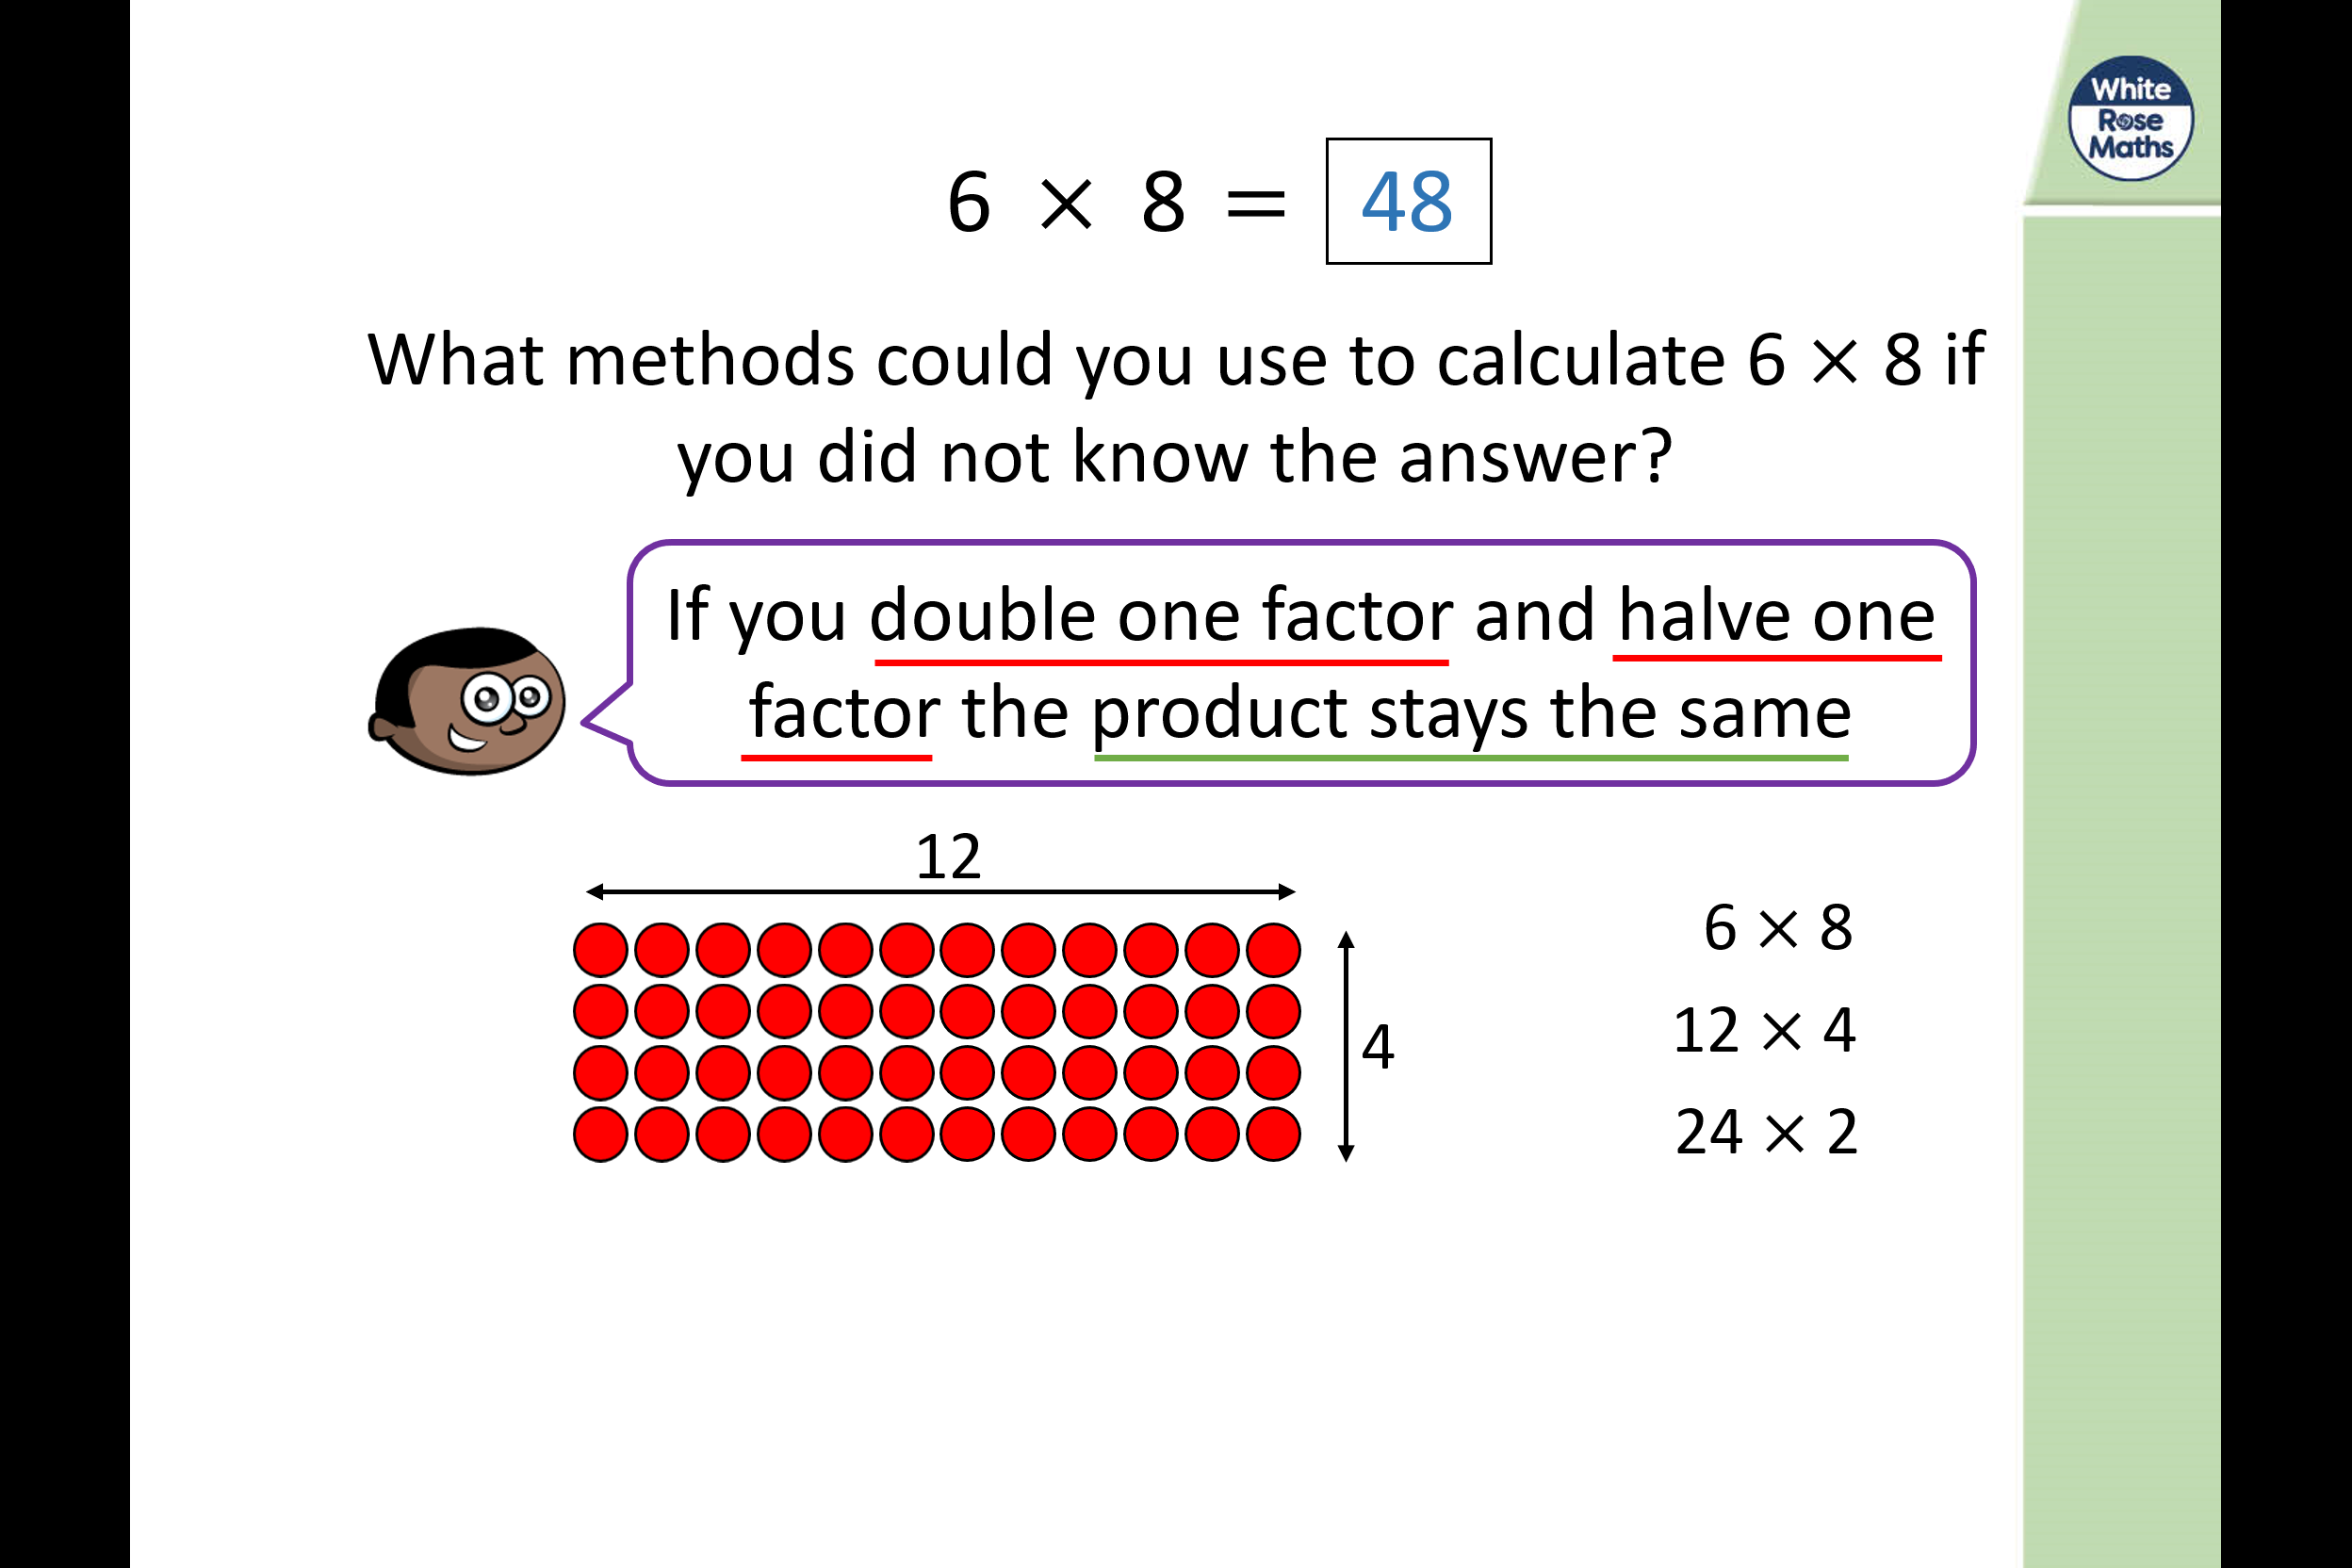 White
Rose
Maths
6 × 8 = 48
What methods could you use to calculate 6 × 8 if
you did not know the answer?
If you double one factor and halve one
factor the product stays the same
12
4
6 × 8
12 × 4
24 × 2